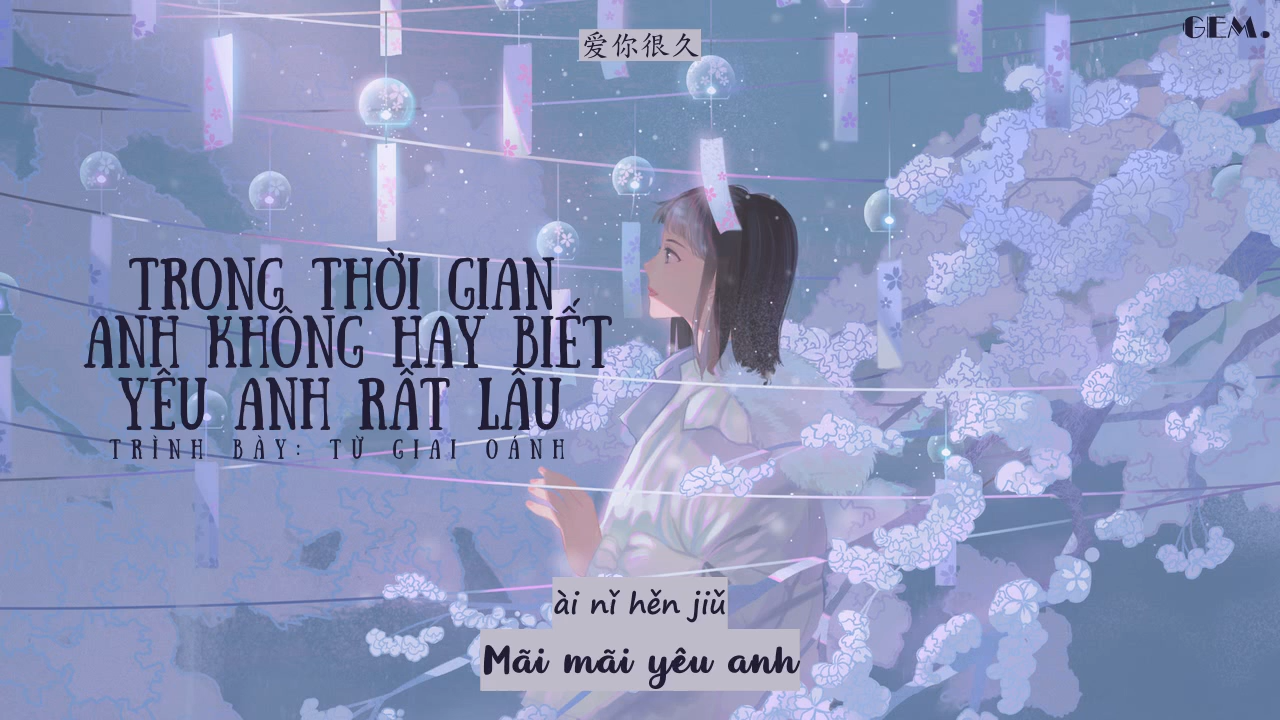 GEM.
爱你很久
TRONG THỜI GIAN
ANH KHÔNG HAY BIẾT
YÊU ANH RẤT LÂU
TRÌNH BÀY: TỪ GIAI OÁNH
ài nǐ hěn jiǔ
Mãi mãi yêu anh